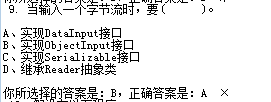 9. 当输入一个字节流时，要(      )。
A、实现DataInput接口
B、实现ObjectInput接口
C、实现Serializable接口
D、继承Reader抽象类
你所选择的答案是：B，正确答案是：A  ×